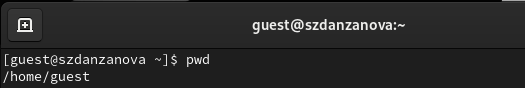 guest@szdanzanova:~
[guest@szdanzanova ~]$ pwd
/home/guest